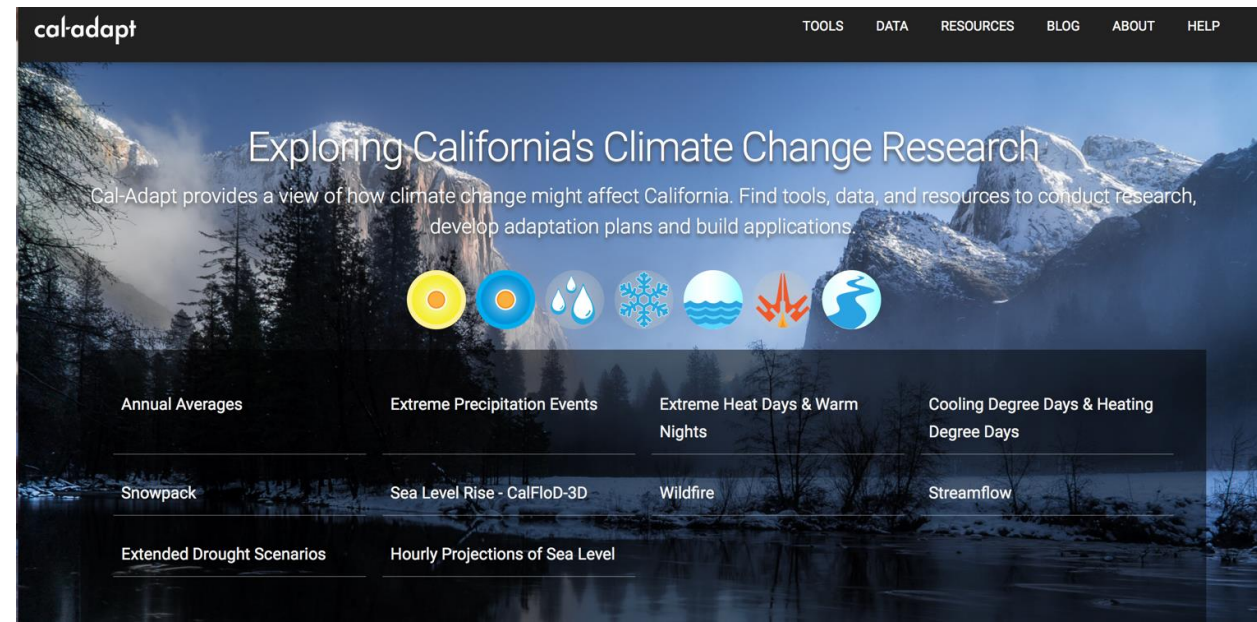 cal-adapt
TOOLS DATA RESOURCES BLOG ABOUT HELP
Exploring California's Climate Change Research
Cal-Adapt provides a view of how climate change might affect California. Find tools, data, and resources to conduct research,
develop adaptation plans and build applications.
Annual Averages
Extreme Precipitation Events
Extreme Heat Days & Warm
Nights
Cooling Degree Days & Heating
Degree Days
Snowpack
Sea Level Rise - CalFloD-3D
Wildfire
Streamflow
Extended Drought Scenarios
Hourly Projections of Sea Level